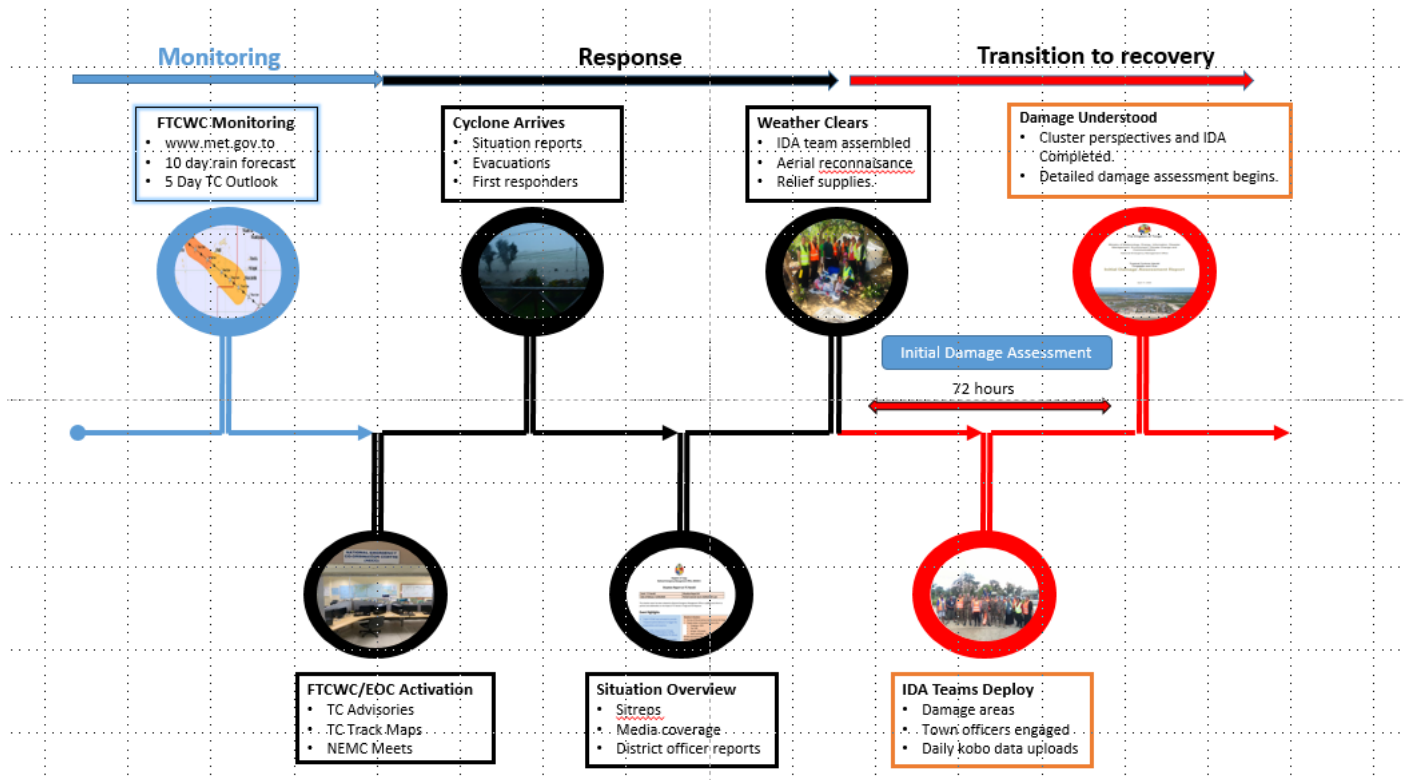 Monitoring
Response
Transition to recovery
FTCWC Monitoring
• www.met.gov.to
• 10 day rain forecast
• 5 Day TC Outlook
Cyclone Arrives
• Situation reports
• Evacuations
• First responders
Weather Clears
• IDA team assembled
• Aerial reconnaisance
• Relief supplies.
Damage Understood
• Cluster perspectives and IDA
Completed.
• Detailed damage assessment begins.
Initial Damage Assessment Report
Initial Damage Assessment
72 hours
FTCWC/EOC Activation
• TC Advisories
• TC Track Maps
• NEMC Meets
Situation Overview
• Sitreps
• Media coverage
• District officer reports
IDA Teams Deploy
• Damage areas
• Town officers engaged
• Daily kobo data uploads